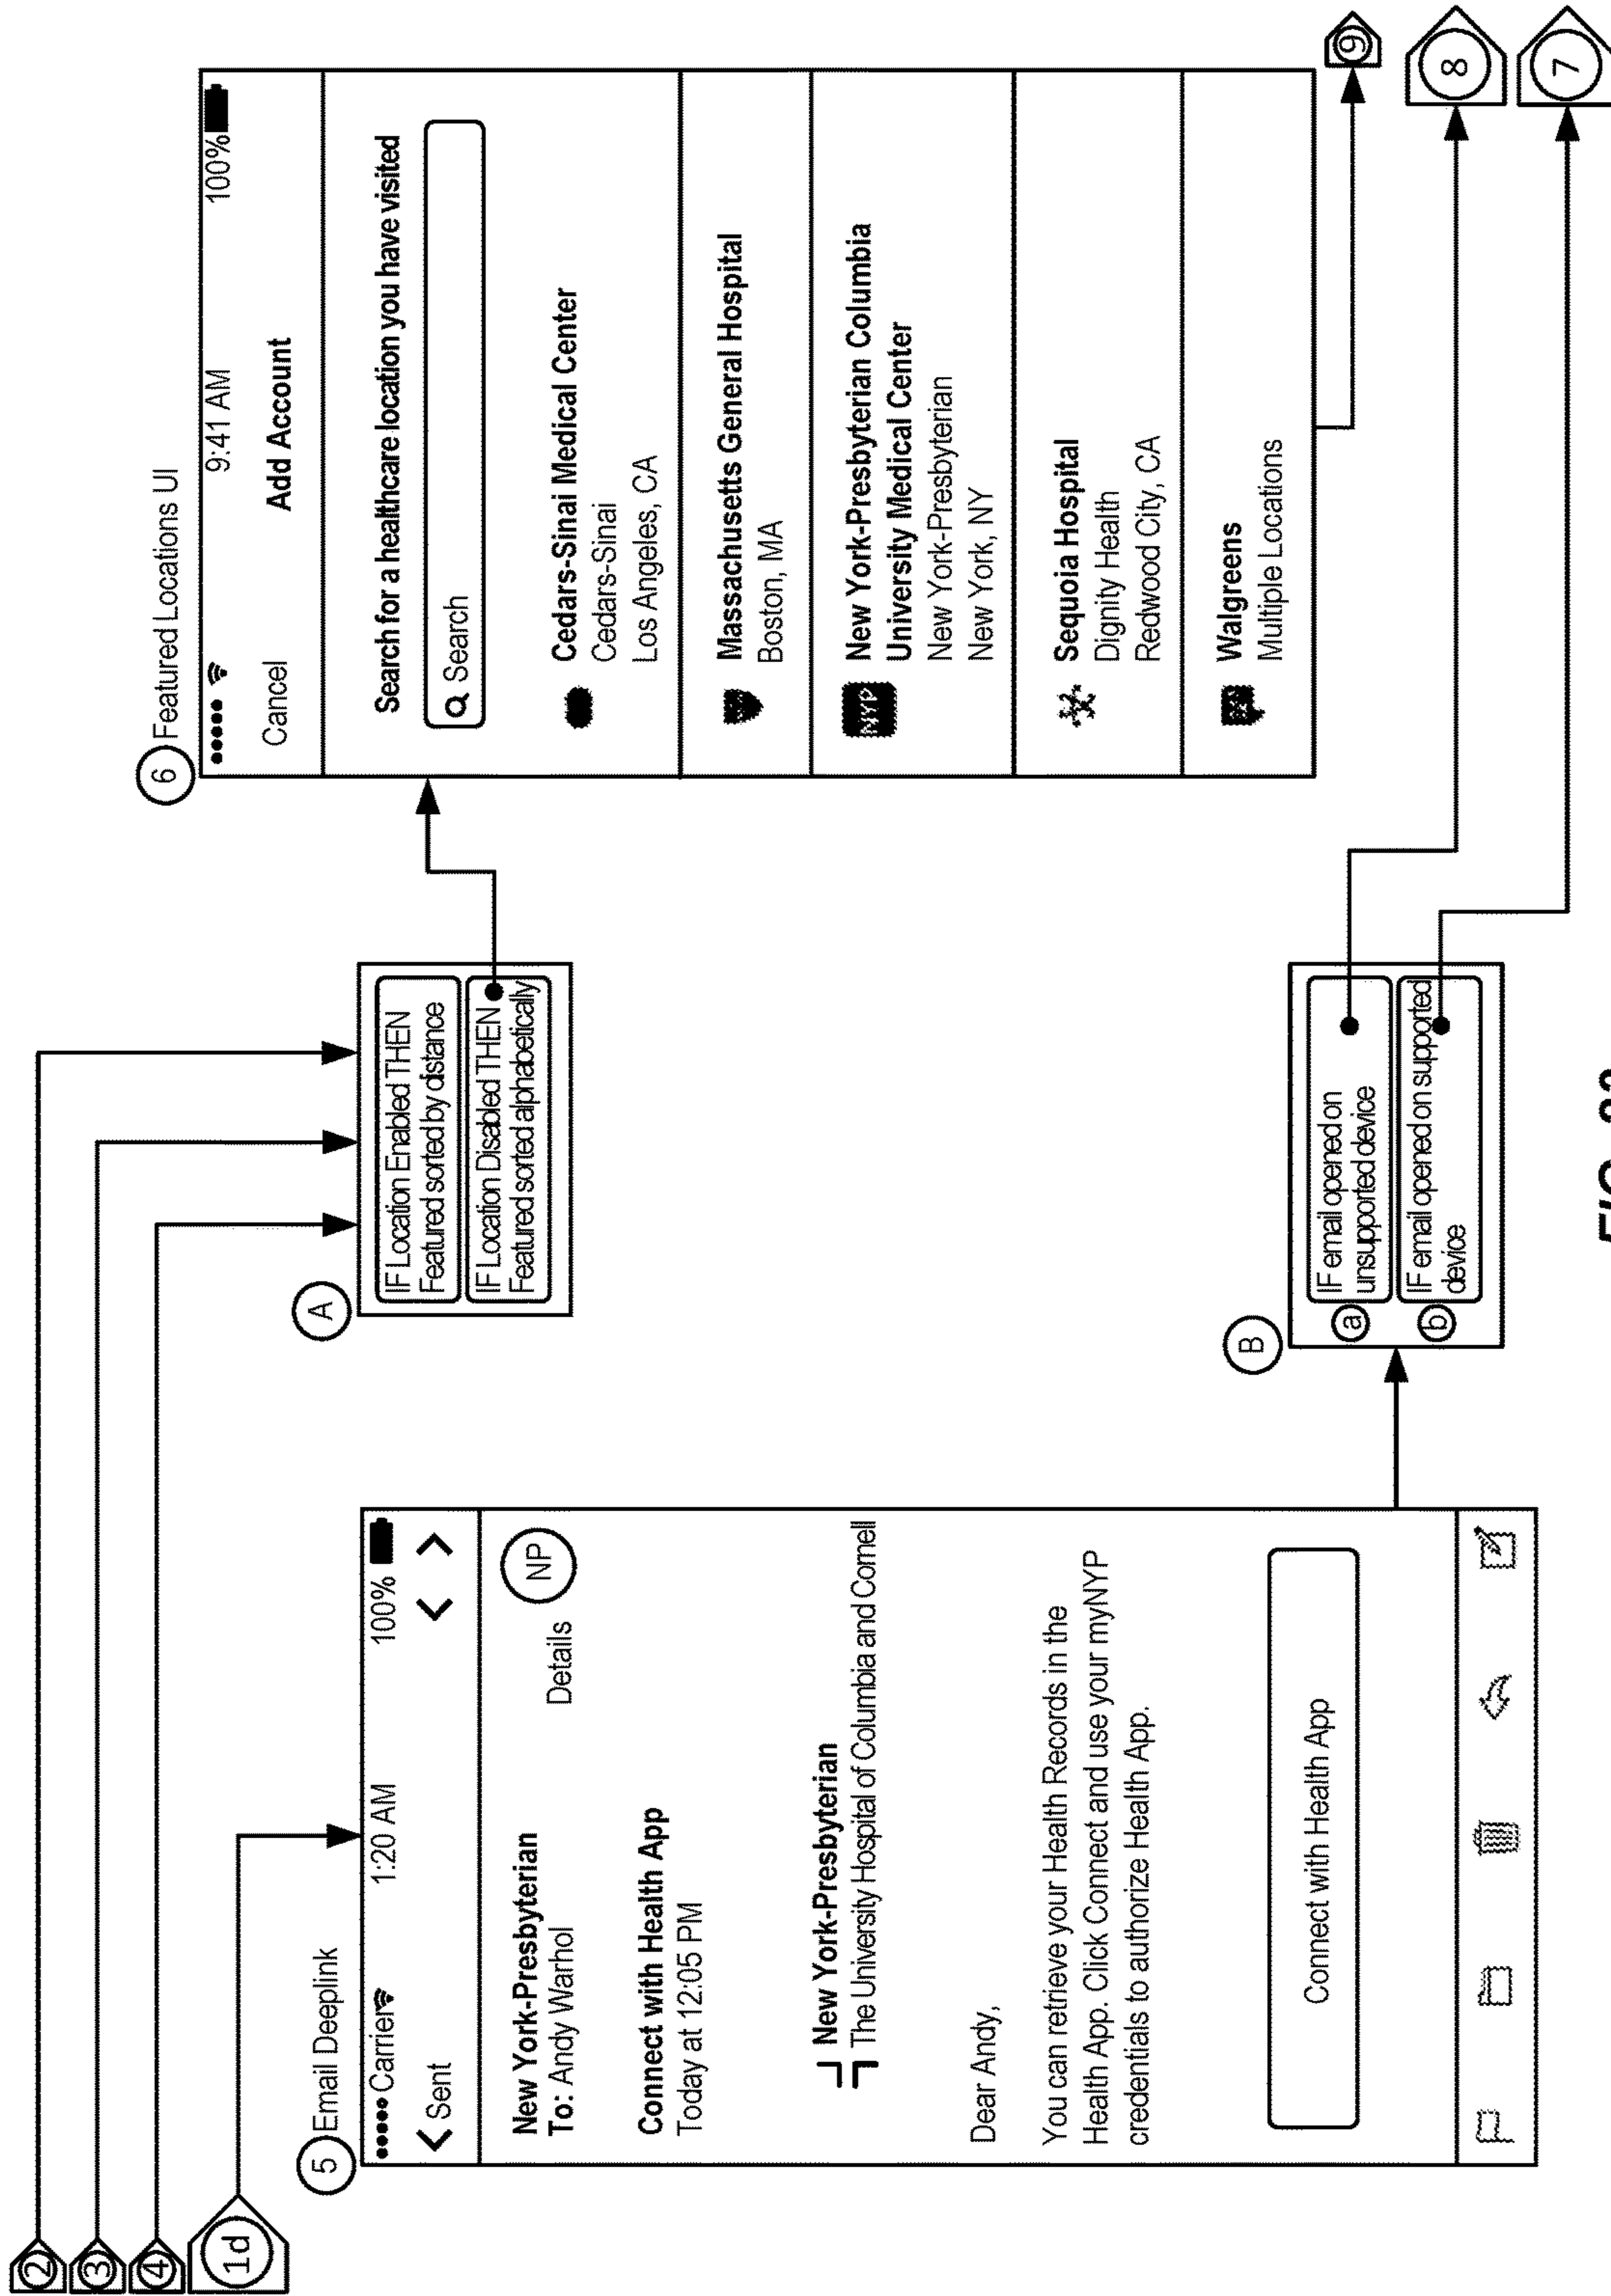 2
3
4
1d
5 Email Deeplink
Carrier
1:20 AM
100%
Sent
New York-Presbyterian
To: Andy Warhol
Details
NP
Connect with Health App
Today at 12:05 PM
New York-Presbyterian
The University Hospital of Columbia and Cornell
Dear Andy,
You can retrieve your Health Records in the
Health App. Click Connect and use your myNYP
credentials to authorize Health App.
Connect with Health App
A
IF Location Enabled THEN
Featured sorted by distance
IF Location Disabled THEN
Featured sorted alphabetically
B
a
IF email opened on
unsupported device
b
IF email opened on supported
device
6 Featured Locations UI
9:41 AM
100%
Cancel
Add Account
Search for a healthcare location you have visited
Search
Cedars-Sinai Medical Center
Cedars-Sinai
Los Angeles, CA
Massachusetts General Hospital
Boston, MA
NYP
New York-Presbyterian Columbia
University Medical Center
New York-Presbyterian
New York, NY
Sequoia Hospital
Dignity Health
Redwood City, CA
Walgreens
Multiple Locations
9
8
7
FIG.